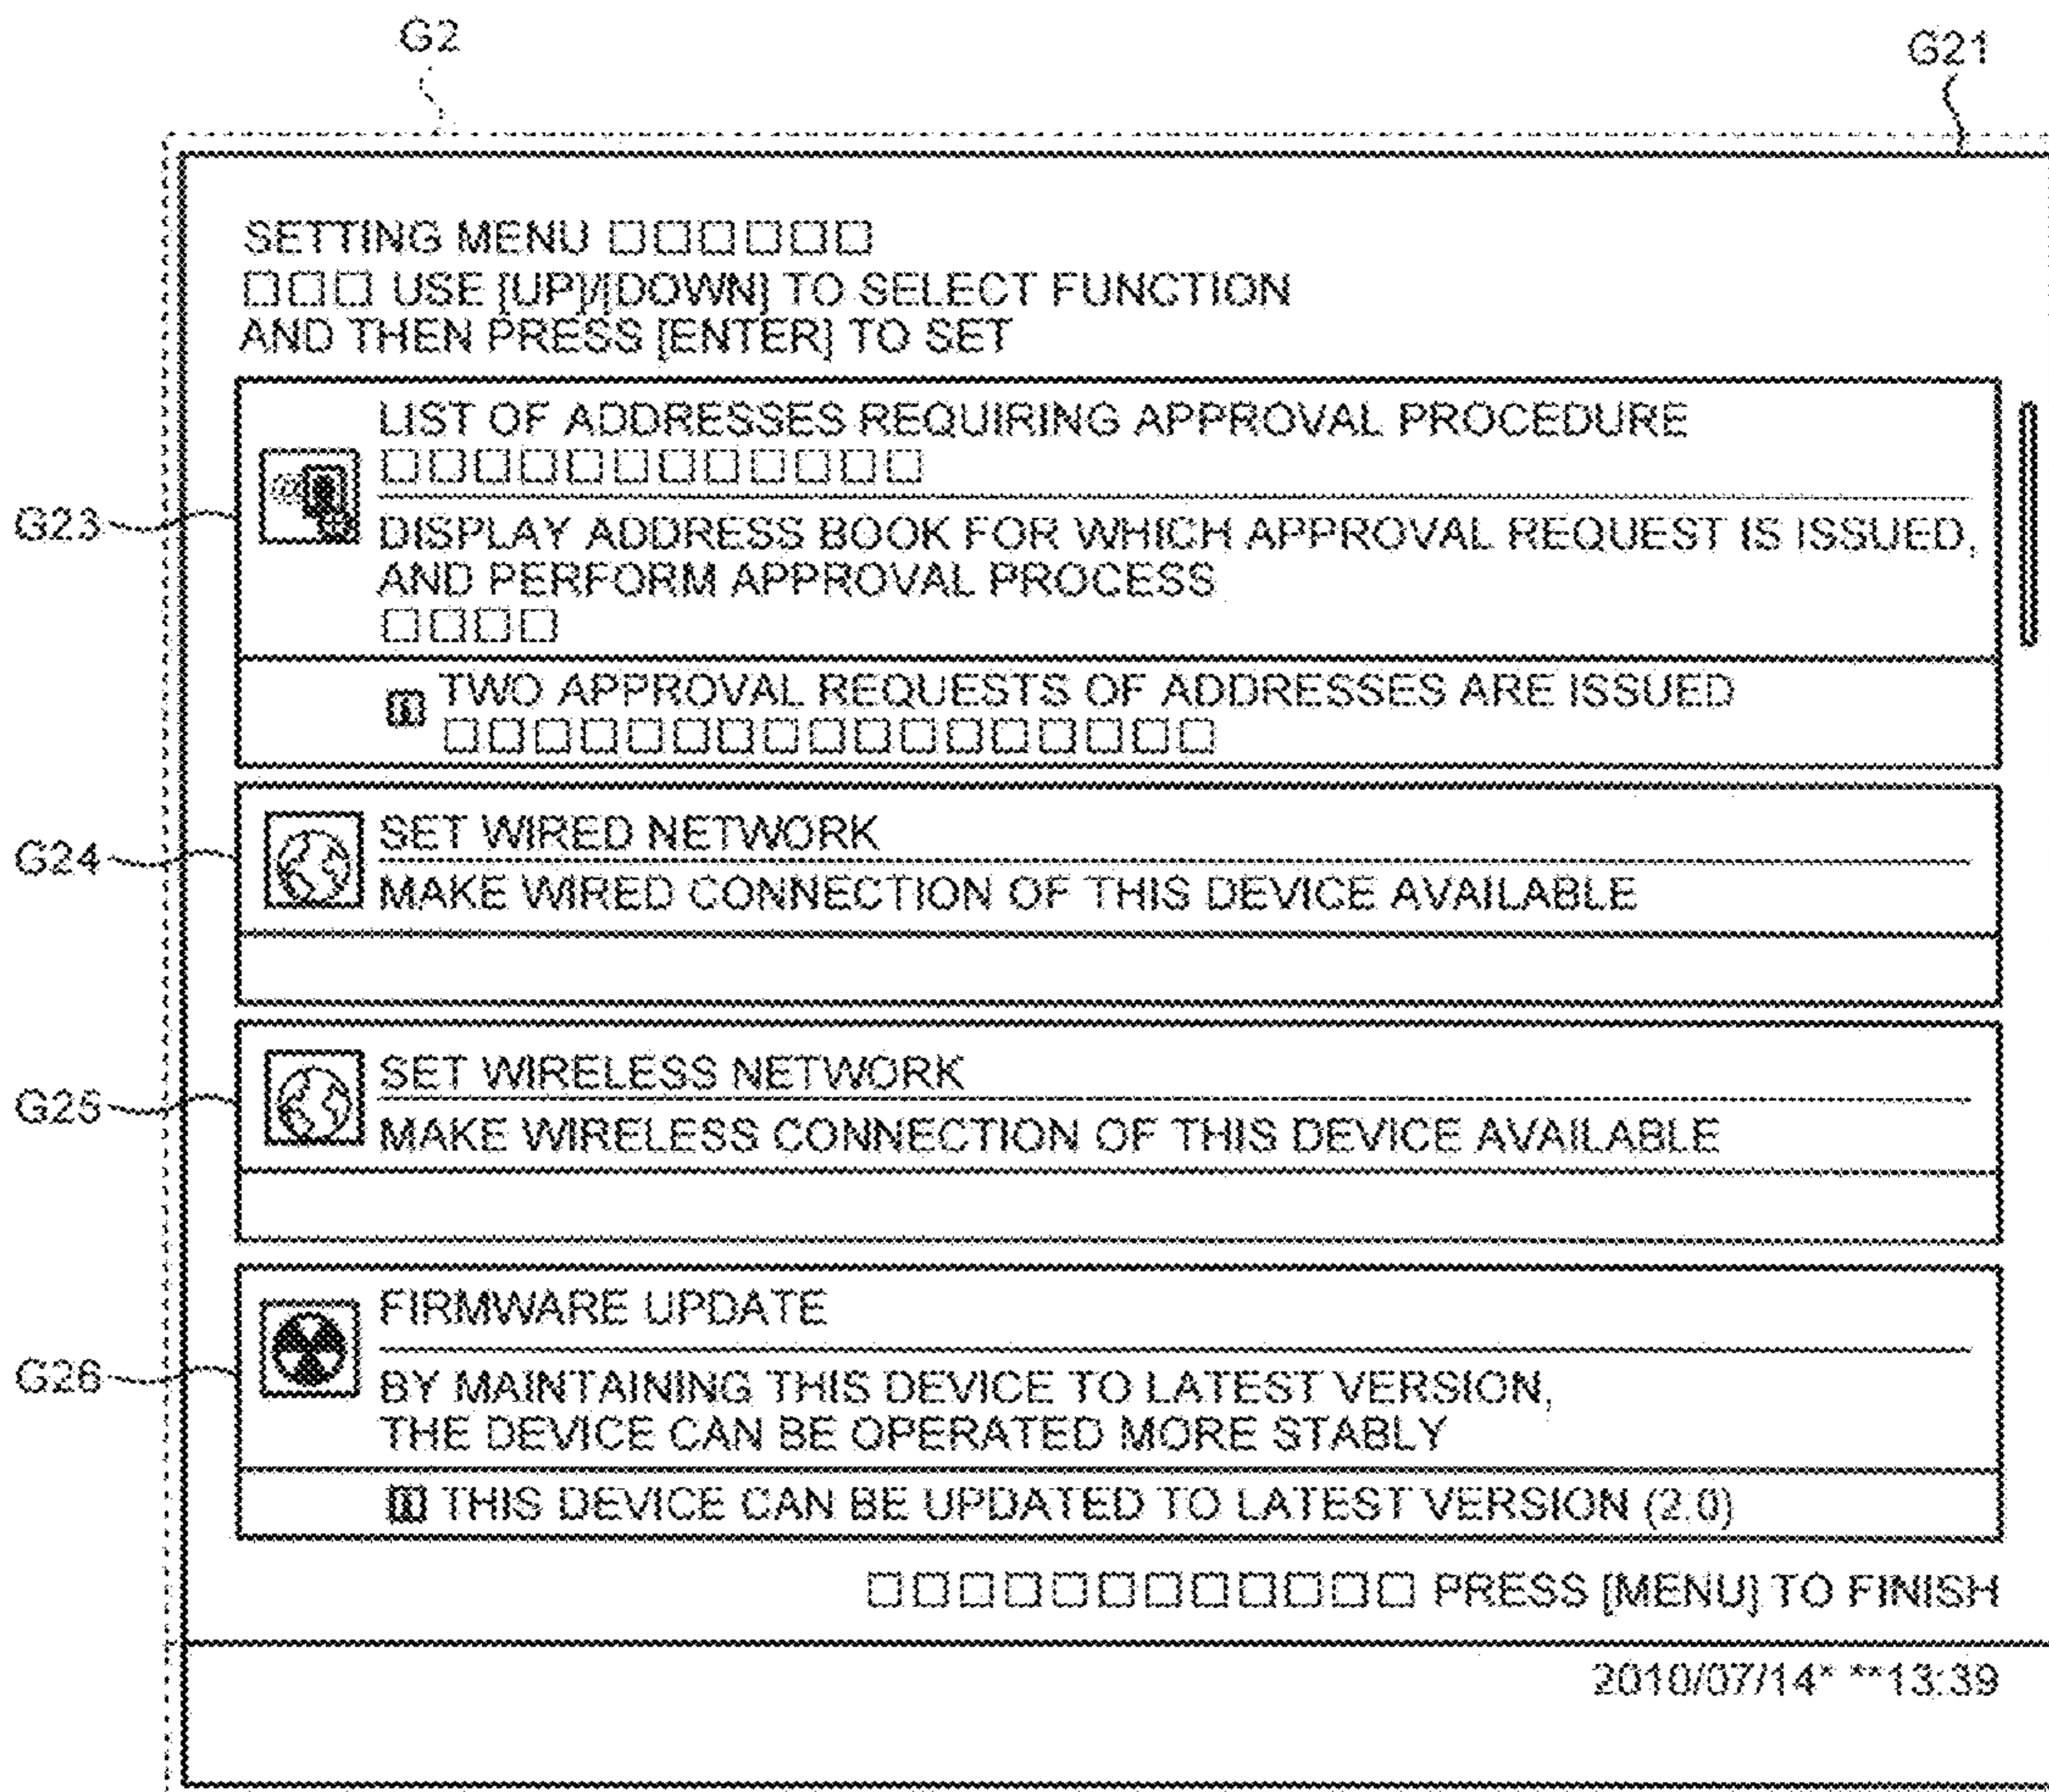 G2
G21
SETTING MENU □□□□□□
□□□ USE [UP]/[DOWN] TO SELECT FUNCTION
AND THEN PRESS [ENTER] TO SET
LIST OF ADDRESSES REQUIRING APPROVAL PROCEDURE
□□□□□□□□□□□□
G23
DISPLAY ADDRESS BOOK FOR WHICH APPROVAL REQUEST IS ISSUED,
AND PERFORM APPROVAL PROCESS
□□□□
TWO APPROVAL REQUESTS OF ADDRESSES ARE ISSUED
□□□□□□□□□□□□□□□□□
G24
SET WIRED NETWORK
MAKE WIRED CONNECTION OF THIS DEVICE AVAILABLE
G25
SET WIRELESS NETWORK
MAKE WIRELESS CONNECTION OF THIS DEVICE AVAILABLE
FIRMWARE UPDATE
G26
BY MAINTAINING THIS DEVICE TO LATEST VERSION,
THE DEVICE CAN BE OPERATED MORE STABLY
THIS DEVICE CAN BE UPDATED TO LATEST VERSION (2.0)
□□□□□□□□□□□□ PRESS [MENU] TO FINISH
2010/07/14* **13:39